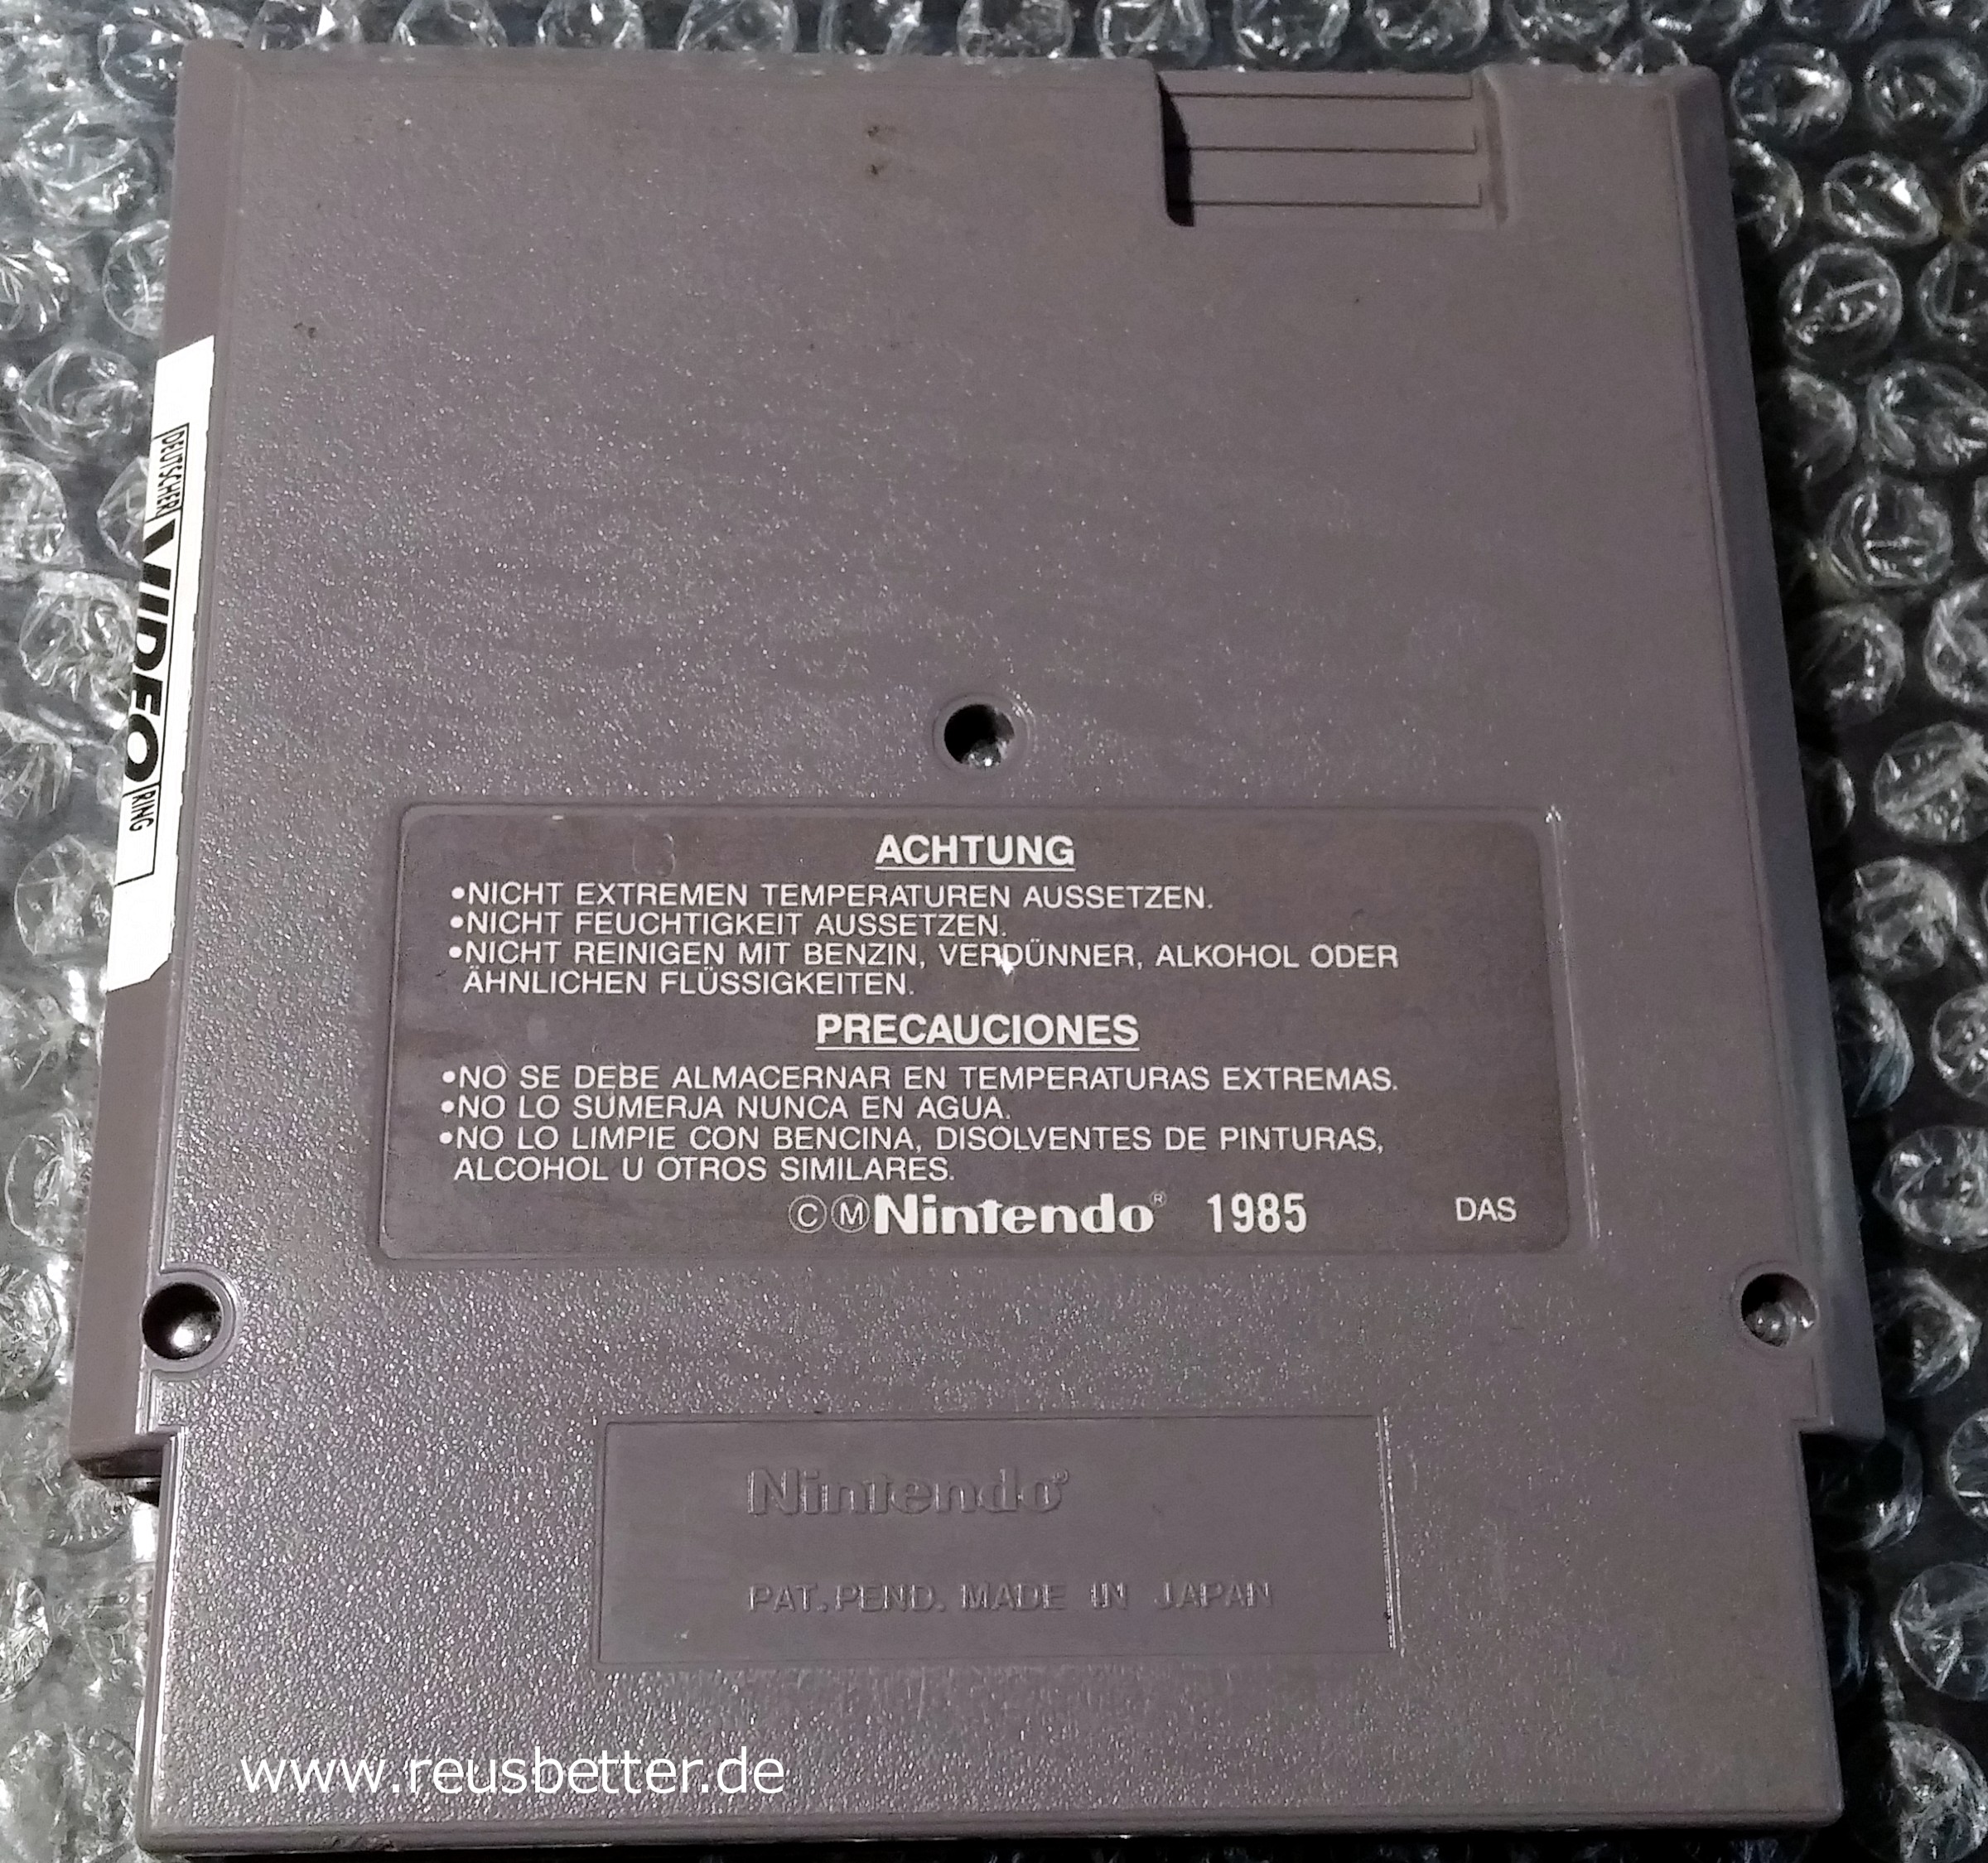 DEUTSCHER VIDEO RING
ACHTUNG
•NICHT EXTREMEN TEMPERATUREN AUSSETZEN.
•NICHT FEUCHTIGKEIT AUSSETZEN.
•NICHT REINIGEN MIT BENZIN, VERDÜNNER, ALKOHOL ODER
ÄHNLICHEN FLÜSSIGKEITEN.
PRECAUCIONES
•NO SE DEBE ALMACERNAR EN TEMPERATURAS EXTREMAS.
•NO LO SUMERJA NUNCA EN AGUA.
•NO LO LIMPIE CON BENCINA, DISOLVENTES DE PINTURAS,
ALCOHOL U OTROS SIMILARES.
ⒸⓂNintendo® 1985 DAS
Nintendo®
PAT. PEND. MADE IN JAPAN
www.reusbetter.de